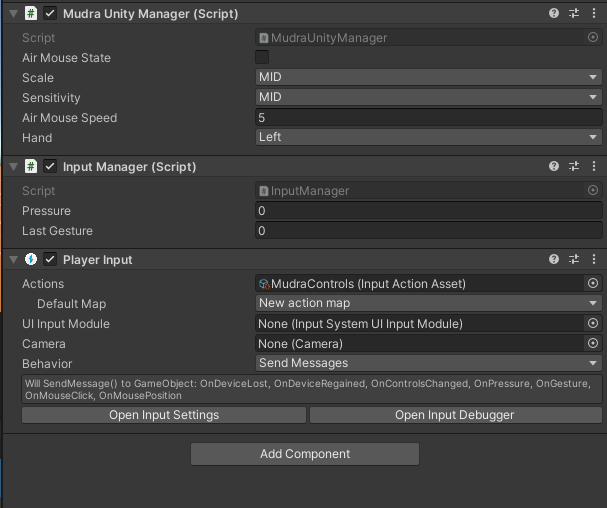 Mudra Unity Manager (Script)
Script MudraUnityManager
Air Mouse State
Scale MID
Sensitivity MID
Air Mouse Speed 5
Hand Left
Input Manager (Script)
Script InputManager
Pressure 0
Last Gesture 0
Player Input
Actions MudraControls (Input Action Asset)
Default Map New action map
UI Input Module None (Input System UI Input Module)
Camera None (Camera)
Behavior Send Messages
Will SendMessage() to GameObject: OnDeviceLost, OnDeviceRegained, OnControlsChanged, OnPressure, OnGesture,
OnMouseClick, OnMousePosition
Open Input Settings Open Input Debugger
Add Component